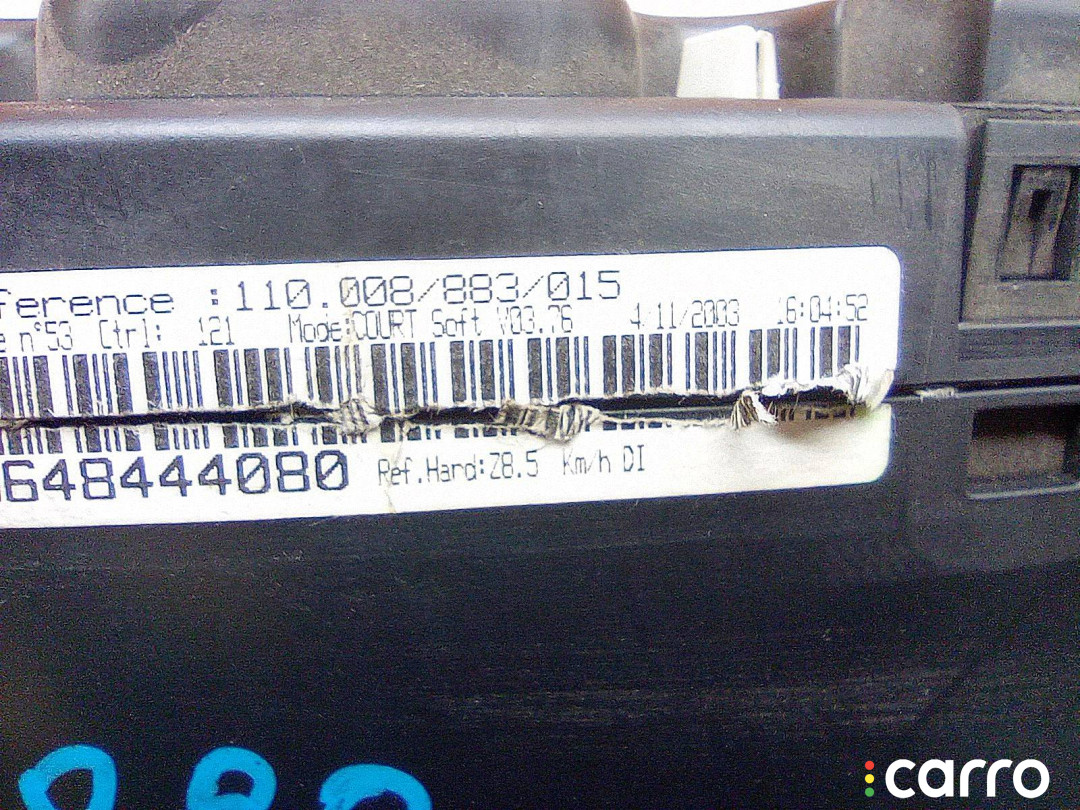 ference :110.008/883/015
e n°53 Ctrl: 121 Mode:COURT Soft V03.76 4/11/2003 16:04:52
648444080 Ref.Hard:28.5 Km/h DI
carro